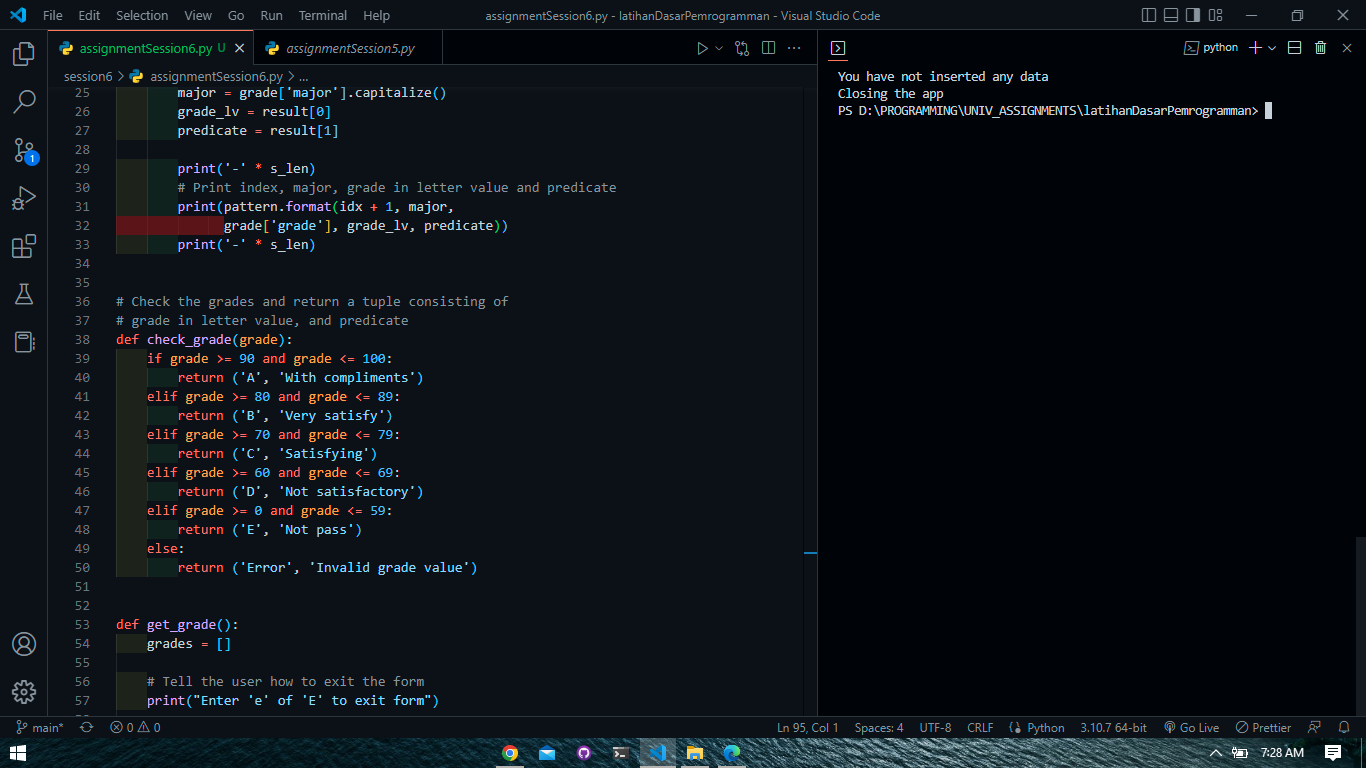 File Edit Selection View Go Run Terminal Help
assignmentSession6.py - latihanDasarPemrogramman - Visual Studio Code
assignmentSession6.py U
assignmentSession5.py
session6 > assignmentSession6.py > ...
25 major = grade['major'].capitalize()
26 grade_lv = result[0]
27 predicate = result[1]
28
29 print('-' * s_len)
30 # Print index, major, grade in letter value and predicate
31 print(pattern.format(idx + 1, major,
32 grade['grade'], grade_lv, predicate))
33 print('-' * s_len)
34
35
36 # Check the grades and return a tuple consisting of
37 # grade in letter value, and predicate
38 def check_grade(grade):
39 if grade >= 90 and grade <= 100:
40 return ('A', 'With compliments')
41 elif grade >= 80 and grade <= 89:
42 return ('B', 'Very satisfy')
43 elif grade >= 70 and grade <= 79:
44 return ('C', 'Satisfying')
45 elif grade >= 60 and grade <= 69:
46 return ('D', 'Not satisfactory')
47 elif grade >= 0 and grade <= 59:
48 return ('E', 'Not pass')
49 else:
50 return ('Error', 'Invalid grade value')
51
52
53 def get_grade():
54 grades = []
55
56 # Tell the user how to exit the form
57 print("Enter 'e' of 'E' to exit form")
python
You have not inserted any data
Closing the app
PS D:\PROGRAMMING\UNIV_ASSIGNMENTS\latihanDasarPemrogramman>
1
main* 0 0
Ln 95, Col 1 Spaces: 4 UTF-8 CRLF Python 3.10.7 64-bit Go Live Prettier
7:28 AM